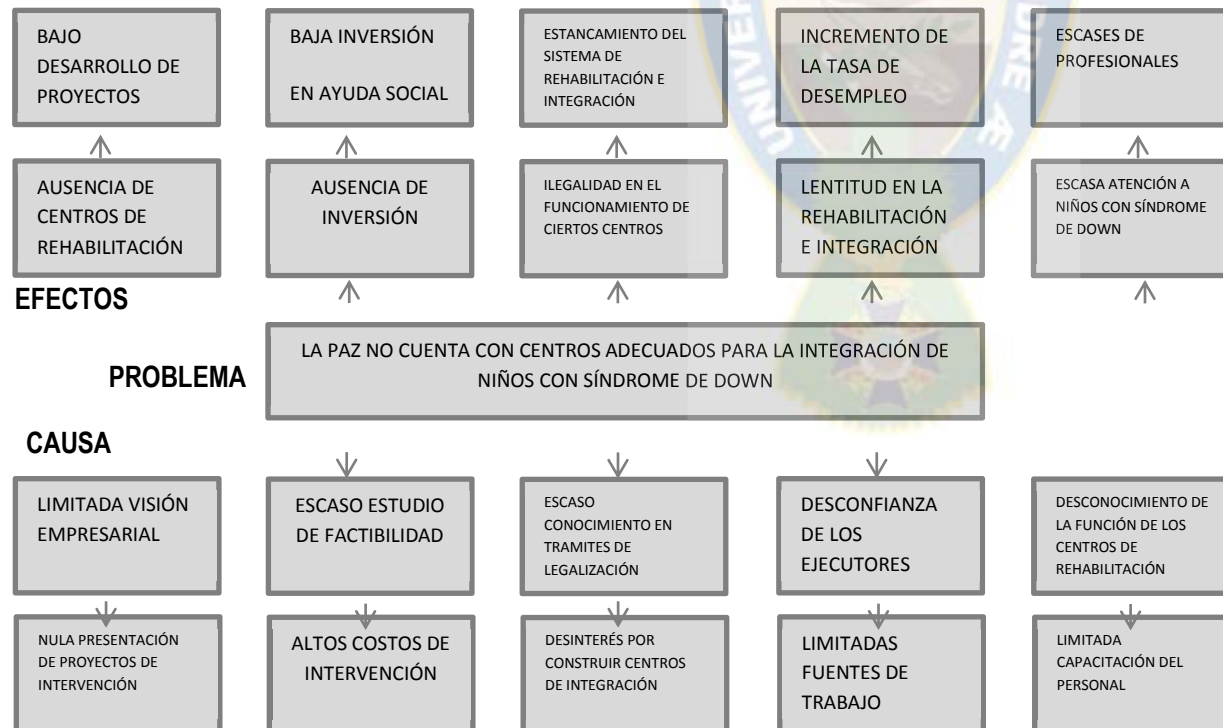 BAJO
DESARROLLO DE
PROYECTOS
BAJA INVERSIÓN
EN AYUDA SOCIAL
ESTANCAMIENTO DEL
SISTEMA DE
REHABILITACIÓN E
INTEGRACIÓN
INCREMENTO DE
LA TASA DE
DESEMPLEO
ESCASES DE
PROFESIONALES
AUSENCIA DE
CENTROS DE
REHABILITACIÓN
AUSENCIA DE
INVERSIÓN
ILEGALIDAD EN EL
FUNCIONAMIENTO DE
CIERTOS CENTROS
LENTITUD EN LA
REHABILITACIÓN
E INTEGRACIÓN
ESCASA ATENCIÓN A
NIÑOS CON SÍNDROME
DE DOWN
EFECTOS
PROBLEMA
LA PAZ NO CUENTA CON CENTROS ADECUADOS PARA LA INTEGRACIÓN DE
NIÑOS CON SÍNDROME DE DOWN
CAUSA
LIMITADA VISIÓN
EMPRESARIAL
ESCASO ESTUDIO
DE FACTIBILIDAD
ESCASO
CONOCIMIENTO EN
TRAMITES DE
LEGALIZACIÓN
DESCONFIANZA
DE LOS
EJECUTORES
DESCONOCIMIENTO DE
LA FUNCIÓN DE LOS
CENTROS DE
REHABILITACIÓN
NULA PRESENTACIÓN
DE PROYECTOS DE
INTERVENCIÓN
ALTOS COSTOS DE
INTERVENCIÓN
DESINTERÉS POR
CONSTRUIR CENTROS
DE INTEGRACIÓN
LIMITADAS
FUENTES DE
TRABAJO
LIMITADA
CAPACITACIÓN DEL
PERSONAL